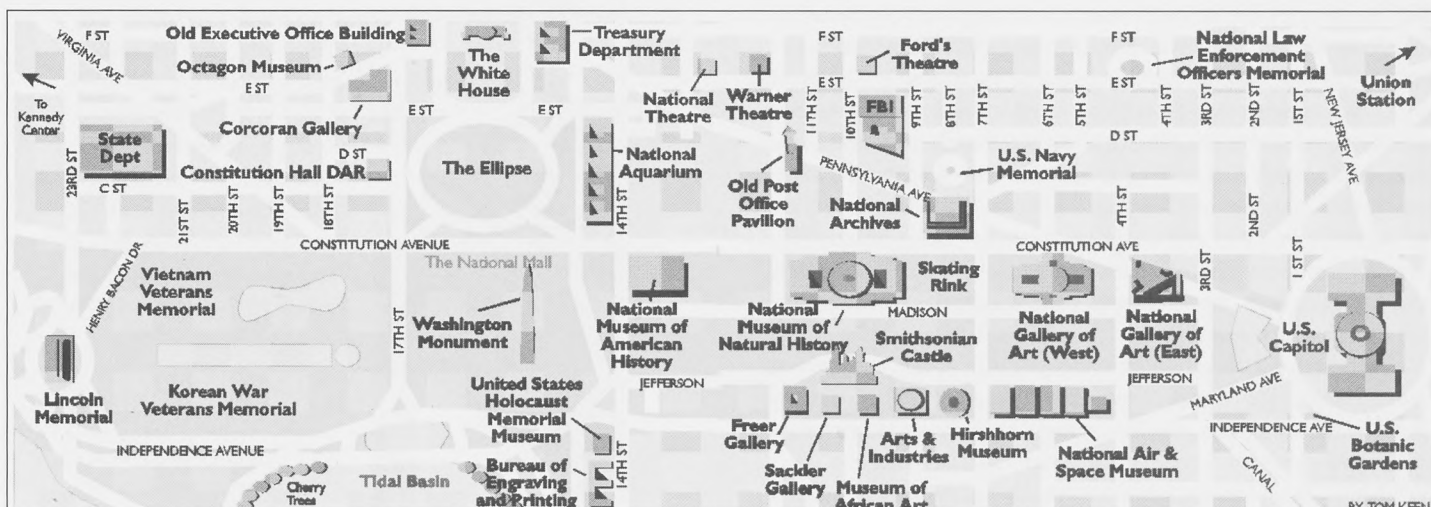 F ST
VIRGINIA AVE
Old Executive Office Building
Octagon Museum
E ST
To
Kennedy
Center
Corcoran Gallery
State
Dept
D ST
Constitution Hall DAR
23RD ST
C ST
21ST ST
20TH ST
19TH ST
18TH ST
The
White
House
Treasury
Department
E ST
E ST
The Ellipse
National
Aquarium
14TH ST
National
Theatre
Warner
Theatre
F ST
E ST
11TH ST
10TH ST
Ford's
Theatre
FBI
9TH ST
8TH ST
7TH ST
Old Post
Office
Pavilion
PENNSYLVANIA AVE
National
Archives
U.S. Navy
Memorial
F ST
E ST
6TH ST
5TH ST
National Law
Enforcement
Officers Memorial
4TH ST
3RD ST
2ND ST
1ST ST
D ST
Union
Station
NEW JERSEY AVE
4TH ST
2ND ST
CONSTITUTION AVENUE
CONSTITUTION AVE
3RD ST
1 ST ST
HENRY BACON DR
Vietnam
Veterans
Memorial
The National Mall
17TH ST
Washington
Monument
National
Museum of
American
History
National
Museum of
Natural History
Skating
Rink
MADISON
Smithsonian
Castle
National
Gallery of
Art (West)
National
Gallery of
Art (East)
U.S.
Capitol
Lincoln
Memorial
Korean War
Veterans Memorial
United States
Holocaust
Memorial
Museum
JEFFERSON
JEFFERSON
MARYLAND AVE
INDEPENDENCE AVENUE
INDEPENDENCE AVE
Freer
Gallery
Sackler
Gallery
Museum of
African Art
Arts &
Industries
Hirshhorn
Museum
National Air &
Space Museum
U.S.
Botanic
Gardens
CANAL
Cherry
Trees
Tidal Basin
Bureau of
Engraving
and Printing
14TH ST
BY TOM KEEN